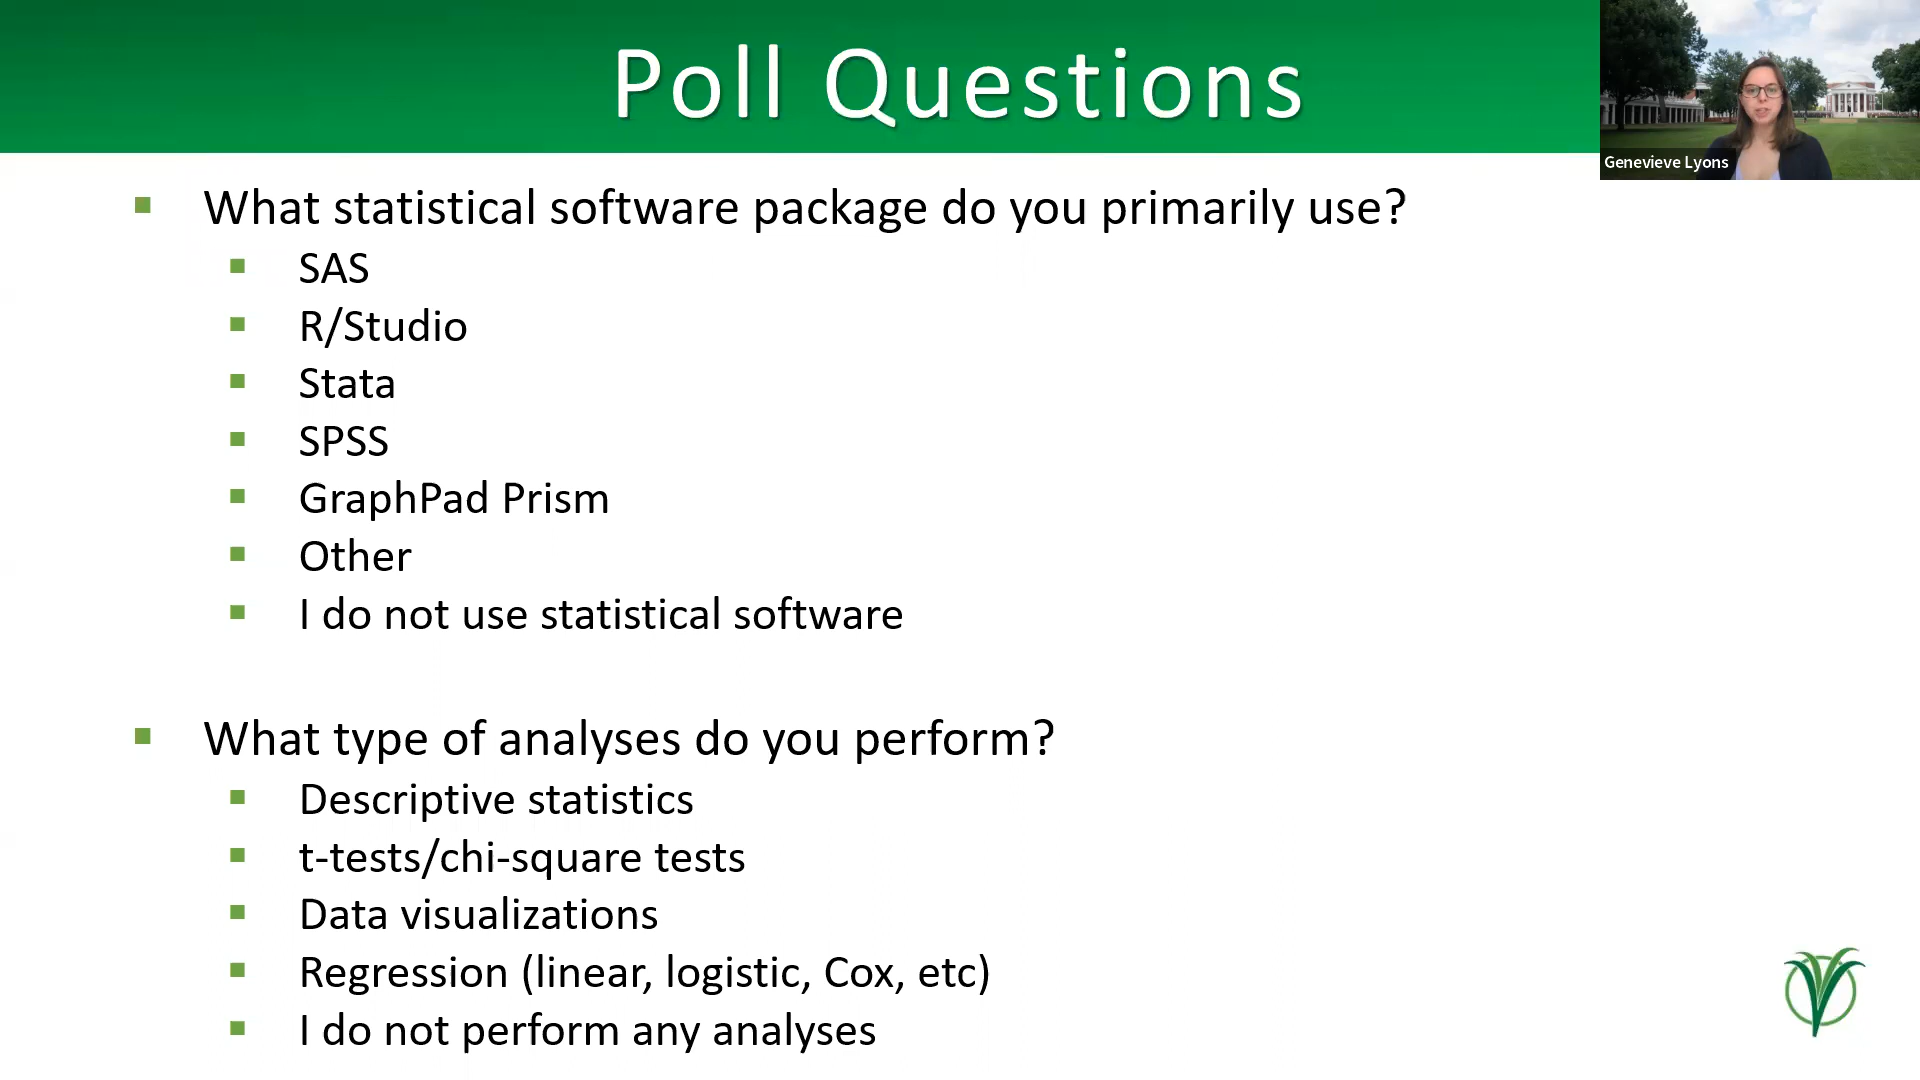 Poll Questions
Genevieve Lyons
What statistical software package do you primarily use?
SAS
R/Studio
Stata
SPSS
GraphPad Prism
Other
I do not use statistical software
What type of analyses do you perform?
Descriptive statistics
t-tests/chi-square tests
Data visualizations
Regression (linear, logistic, Cox, etc)
I do not perform any analyses